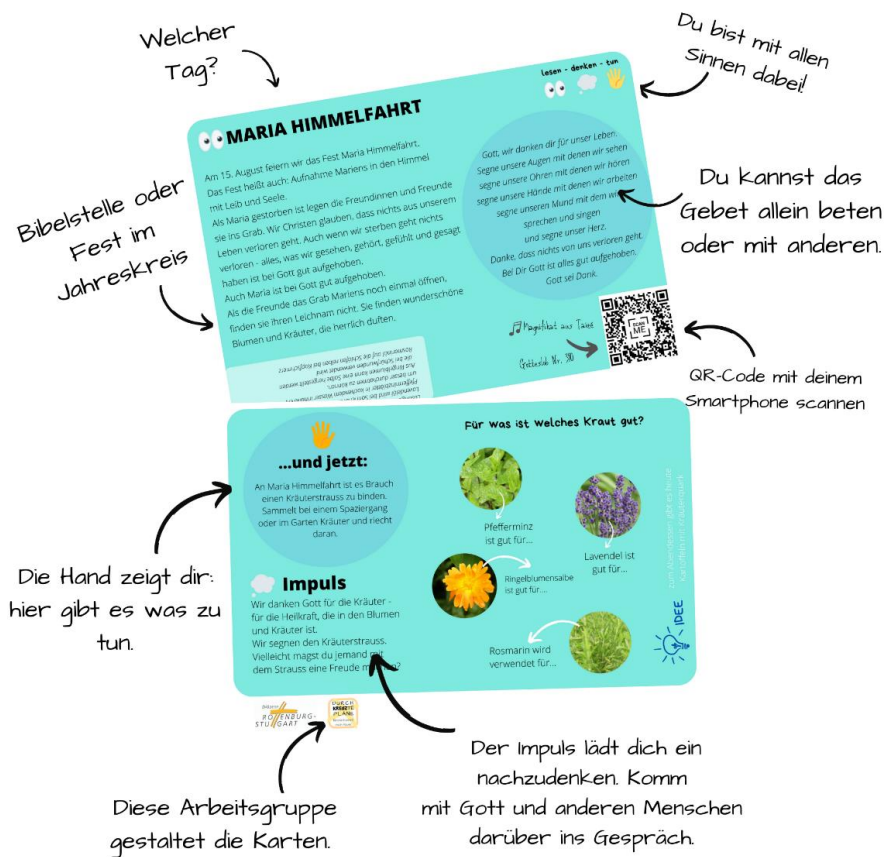 Welcher
Tag?
Du bist mit allen
Sinnen dabei!
lesen - denken - tun
MARIA HIMMELFAHRT
Am 15. August feiern wir das Fest Maria Himmelfahrt.
Das Fest heißt auch: Aufnahme Mariens in den Himmel
mit Leib und Seele.
Als Maria gestorben ist legen die Freundinnen und Freunde
sie ins Grab. Wir Christen glauben, dass nichts aus unserem
Leben verloren geht. Auch wenn wir sterben geht nichts
verloren - alles, was wir gesehen, gehört, gefühlt und gesagt
haben ist bei Gott gut aufgehoben.
Auch Maria ist bei Gott gut aufgehoben.
Als die Freunde das Grab Mariens noch einmal öffnen,
finden sie ihren Leichnam nicht. Sie finden wunderschöne
Blumen und Kräuter, die herrlich duften.
Gott, wir danken dir für unser Leben.
Segne unsere Augen mit denen wir sehen
segne unsere Ohren mit denen wir hören
segne unsere Hände mit denen wir arbeiten
segne unseren Mund mit dem wir
sprechen und singen
und segne unser Herz.
Danke, dass nichts von uns verloren geht.
Bei Dir Gott ist alles gut aufgehoben.
Gott sei Dank.
Bibelstelle oder
Fest im
Jahreskreis
Du kannst das
Gebet allein beten
oder mit anderen.
Magnifikat aus Taizé
Gotteslob Nr. 390
SCAN
ME
QR-Code mit deinem
Smartphone scannen
...und jetzt:
An Maria Himmelfahrt ist es Brauch
einen Kräuterstrauss zu binden.
Sammelt bei einem Spaziergang
oder im Garten Kräuter und riecht
daran.
Impuls
Wir danken Gott für die Kräuter -
für die Heilkraft, die in den Blumen
und Kräuter ist.
Wir segnen den Kräuterstrauss.
Vielleicht magst du jemand mit
dem Strauss eine Freude machen?
Für was ist welches Kraut gut?
Pfefferminz
ist gut für...
Lavendel ist
gut für...
Ringelblumensalbe
ist gut für...
Rosmarin wird
verwendet für...
zum Abendessen gibt es heute
Kartoffeln mit Kräuterquark
IDEE
Die Hand zeigt dir:
hier gibt es was zu
tun.
ROTTENBURG-
STUTTGART
DURCH
KREUZTE
PLÄNE
Diese Arbeitsgruppe
gestaltet die Karten.
Der Impuls lädt dich ein
nachzudenken. Komm
mit Gott und anderen Menschen
darüber ins Gespräch.